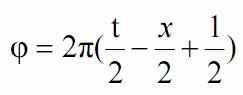 φ = 2π(t/2 − x/2 + 1/2)